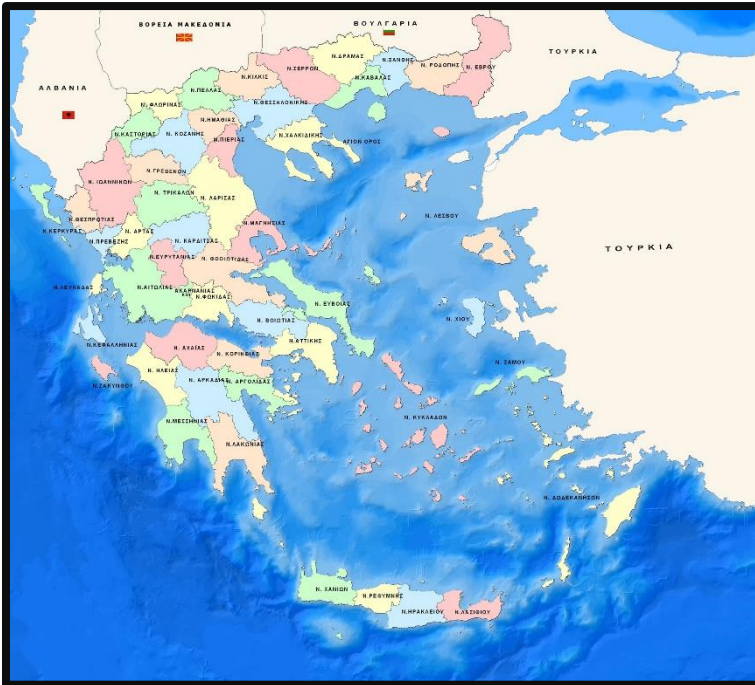 ΒΟΡΕΙΑ ΜΑΚΕΔΟΝΙΑ
ΒΟΥΛΓΑΡΙΑ
ΤΟΥΡΚΙΑ
ΑΛΒΑΝΙΑ
Ν.ΔΡΑΜΑΣ
Ν.ΞΑΝΘΗΣ
Ν. ΡΟΔΟΠΗΣ
Ν. ΕΒΡΟΥ
Ν.ΣΕΡΡΩΝ
Ν.ΚΙΛΚΙΣ
Ν.ΚΑΒΑΛΑΣ
Ν.ΠΕΛΛΑΣ
Ν.ΘΕΣΣΑΛΟΝΙΚΗΣ
Ν. ΦΛΩΡΙΝΑΣ
Ν.ΗΜΑΘΙΑΣ
Ν.ΚΑΣΤΟΡΙΑΣ
Ν. ΚΟΖΑΝΗΣ
Ν.ΠΙΕΡΙΑΣ
Ν.ΧΑΛΚΙΔΙΚΗΣ
ΑΓΙΟΝ ΟΡΟΣ
Ν.ΓΡΕΒΕΝΩΝ
Ν. ΙΩΑΝΝΙΝΩΝ
Ν. ΤΡΙΚΑΛΩΝ
Ν. ΛΑΡΙΣΑΣ
Ν.ΘΕΣΠΡΩΤΙΑΣ
Ν. ΛΕΣΒΟΥ
Ν.ΜΑΓΝΗΣΙΑΣ
Ν.ΚΕΡΚΥΡΑΣ
Ν. ΑΡΤΑΣ
Ν.ΠΡΕΒΕΖΗΣ
Ν. ΚΑΡΔΙΤΣΑΣ
ΤΟΥΡΚΙΑ
Ν.ΕΥΡΥΤΑΝΙΑΣ
Ν. ΦΘΙΩΤΙΔΑΣ
Ν.ΛΕΥΚΑΔΑΣ
Ν.ΑΙΤΩΛΙΑΣ
ΑΚΑΡΝΑΝΙΑΣ
Ν.ΦΩΚΙΔΑΣ
Ν. ΕΥΒΟΙΑΣ
Ν. ΒΟΙΩΤΙΑΣ
Ν. ΧΙΟΥ
Ν.ΑΤΤΙΚΗΣ
Ν.ΚΕΦΑΛΛΗΝΙΑΣ
Ν. ΑΧΑΪΑΣ
Ν. ΚΟΡΙΝΘΙΑΣ
Ν. ΣΑΜΟΥ
Ν. ΗΛΕΙΑΣ
Ν. ΑΡΚΑΔΙΑΣ
Ν. ΑΡΓΟΛΙΔΑΣ
Ν.ΖΑΚΥΝΘΟΥ
Ν.ΜΕΣΣΗΝΙΑΣ
Ν. ΚΥΚΛΑΔΩΝ
Ν.ΛΑΚΩΝΙΑΣ
Ν. ΔΩΔΕΚΑΝΗΣΩΝ
Ν. ΧΑΝΙΩΝ
Ν.ΡΕΘΥΜΝΗΣ
Ν.ΗΡΑΚΛΕΙΟΥ
Ν.ΛΑΣΙΘΙΟΥ